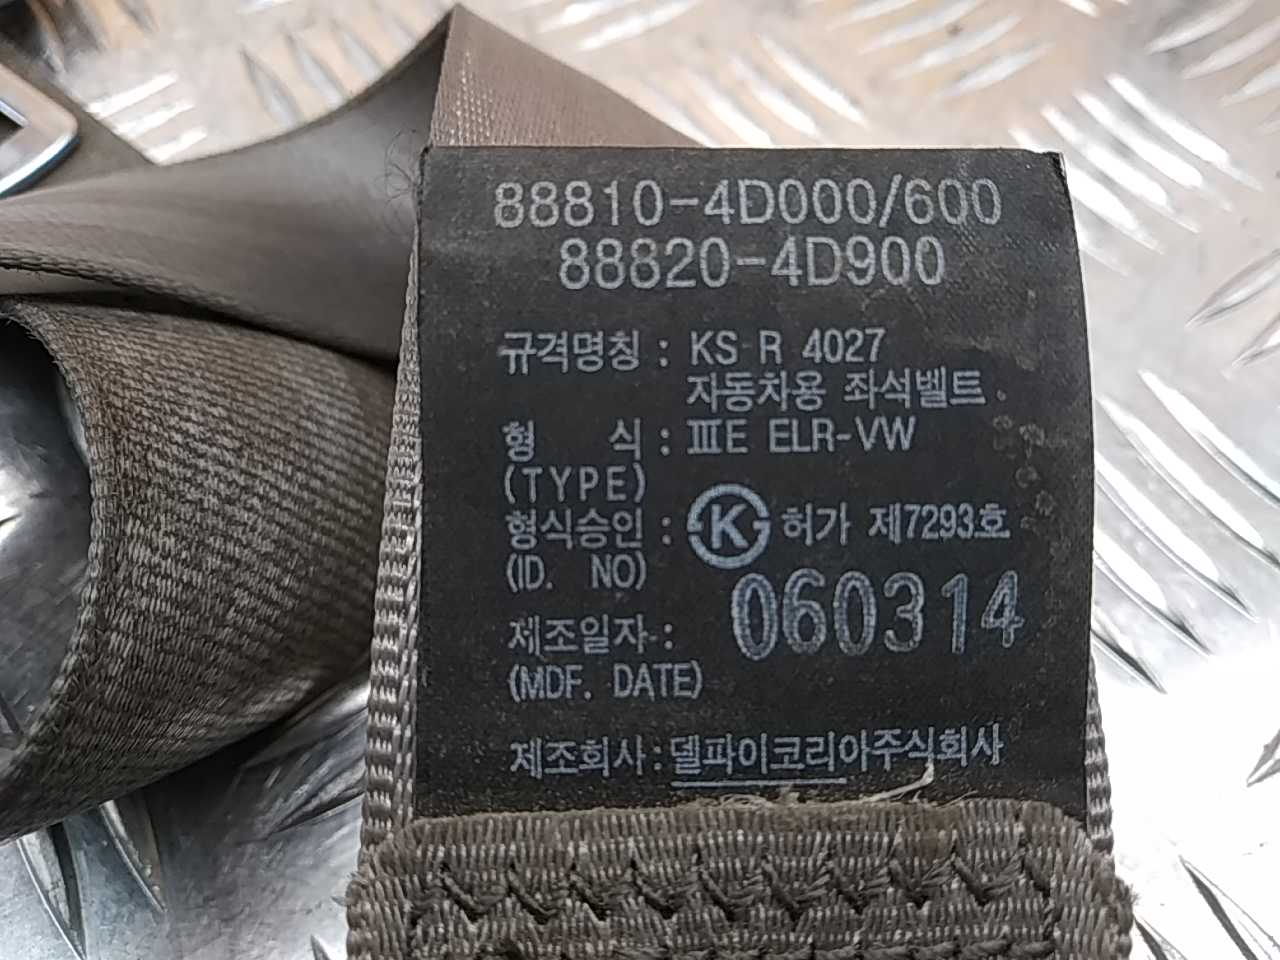 88810-4D000/600
88820-4D900
규격명칭 : KS R 4027
자동차용 좌석벨트
형 식 : ⅢE ELR-VW
(TYPE)
형식승인 : K 허가 제7293호
(ID. NO)
제조일자 : 060314
(MDF. DATE)
제조회사 : 델파이코리아주식회사